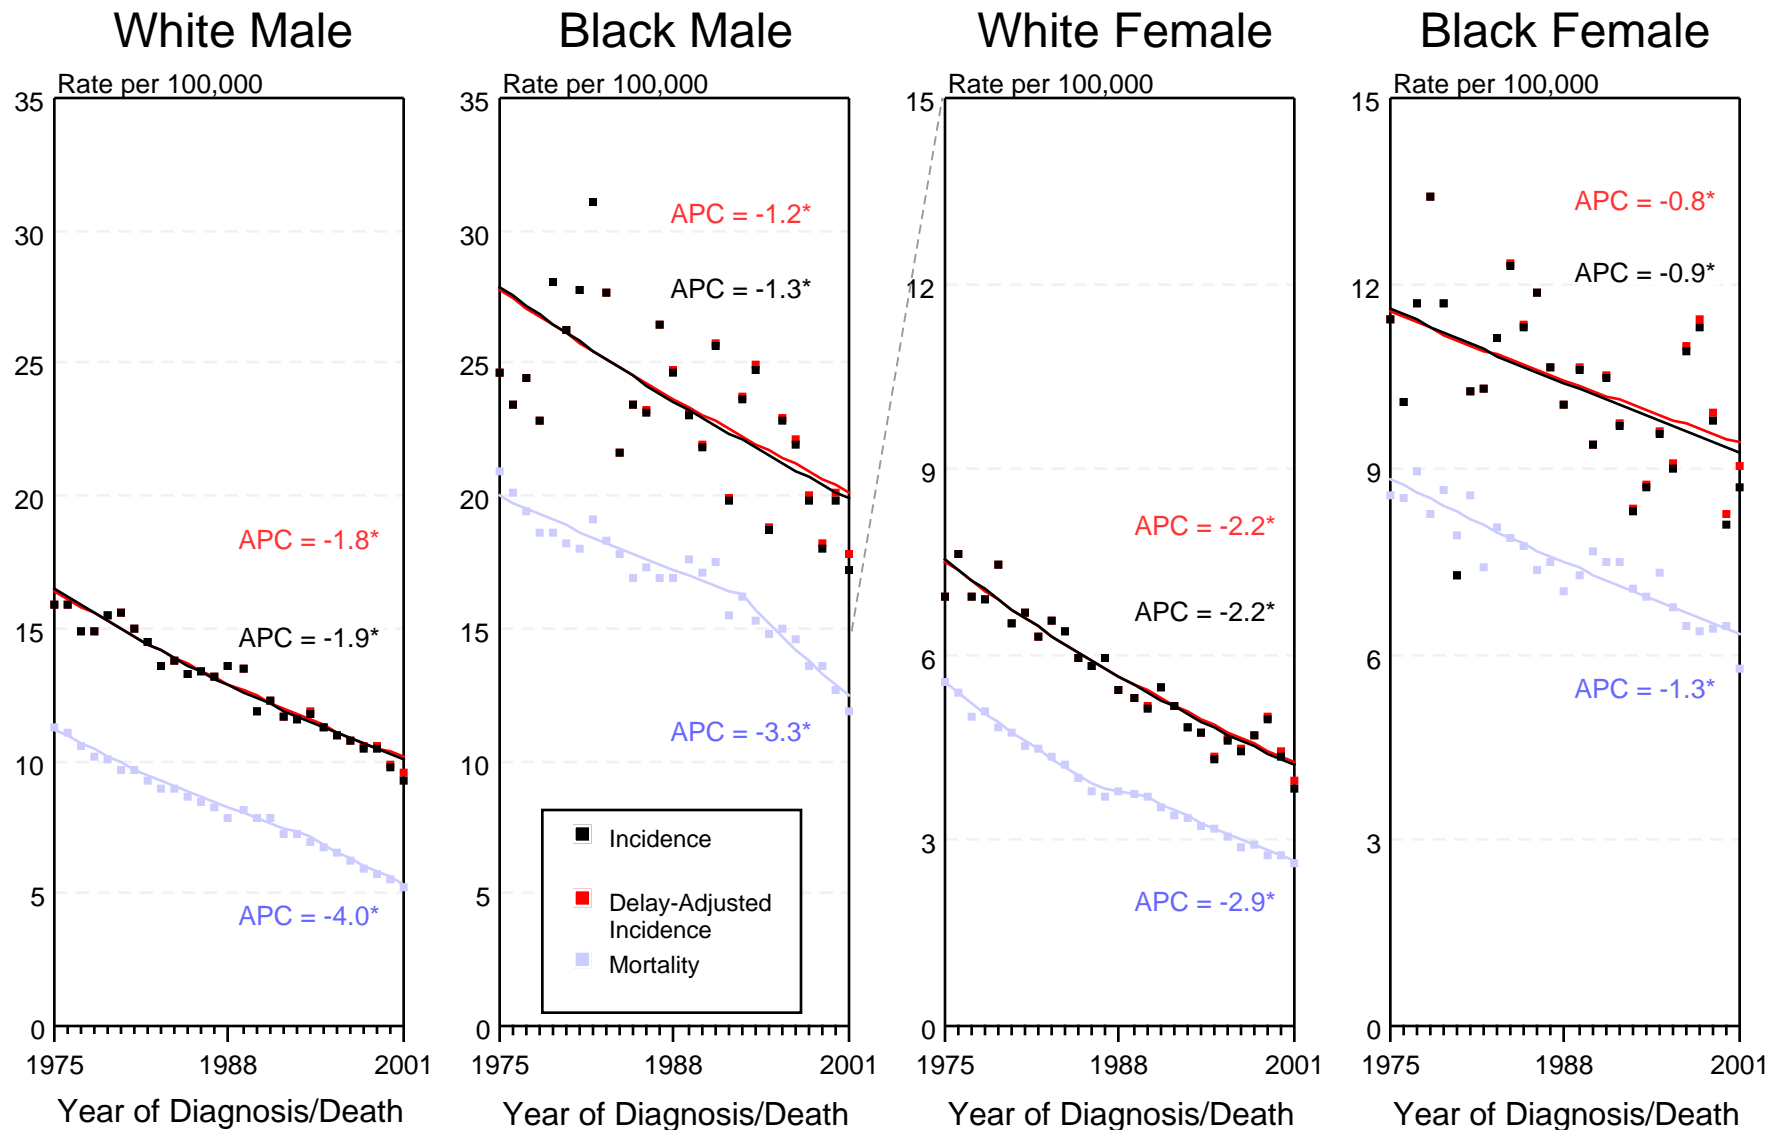 White Male
Rate per 100,000
35
30
25
20
15
10
5
0
APC = -1.8*
APC = -1.9*
APC = -4.0*
1975
1988
2001
Year of Diagnosis/Death
Black Male
Rate per 100,000
35
30
25
20
15
10
5
0
APC = -1.2*
APC = -1.3*
APC = -3.3*
Incidence
Delay-Adjusted
Incidence
Mortality
1975
1988
2001
Year of Diagnosis/Death
White Female
Rate per 100,000
15
12
9
6
3
0
APC = -2.2*
APC = -2.2*
APC = -2.9*
1975
1988
2001
Year of Diagnosis/Death
Black Female
Rate per 100,000
15
12
9
6
3
0
APC = -0.8*
APC = -0.9*
APC = -1.3*
1975
1988
2001
Year of Diagnosis/Death